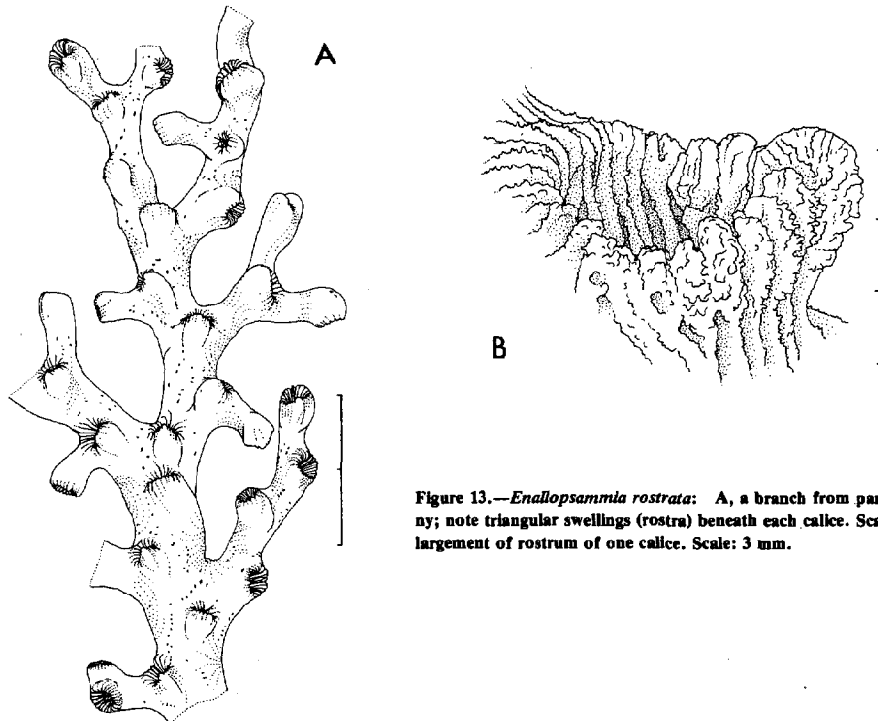 A
B
Figure 13.—Enallopsammia rostrata: A, a branch from
ny; note triangular swellings (rostra) beneath each calice.
largement of rostrum of one calice. Scale: 3 mm.